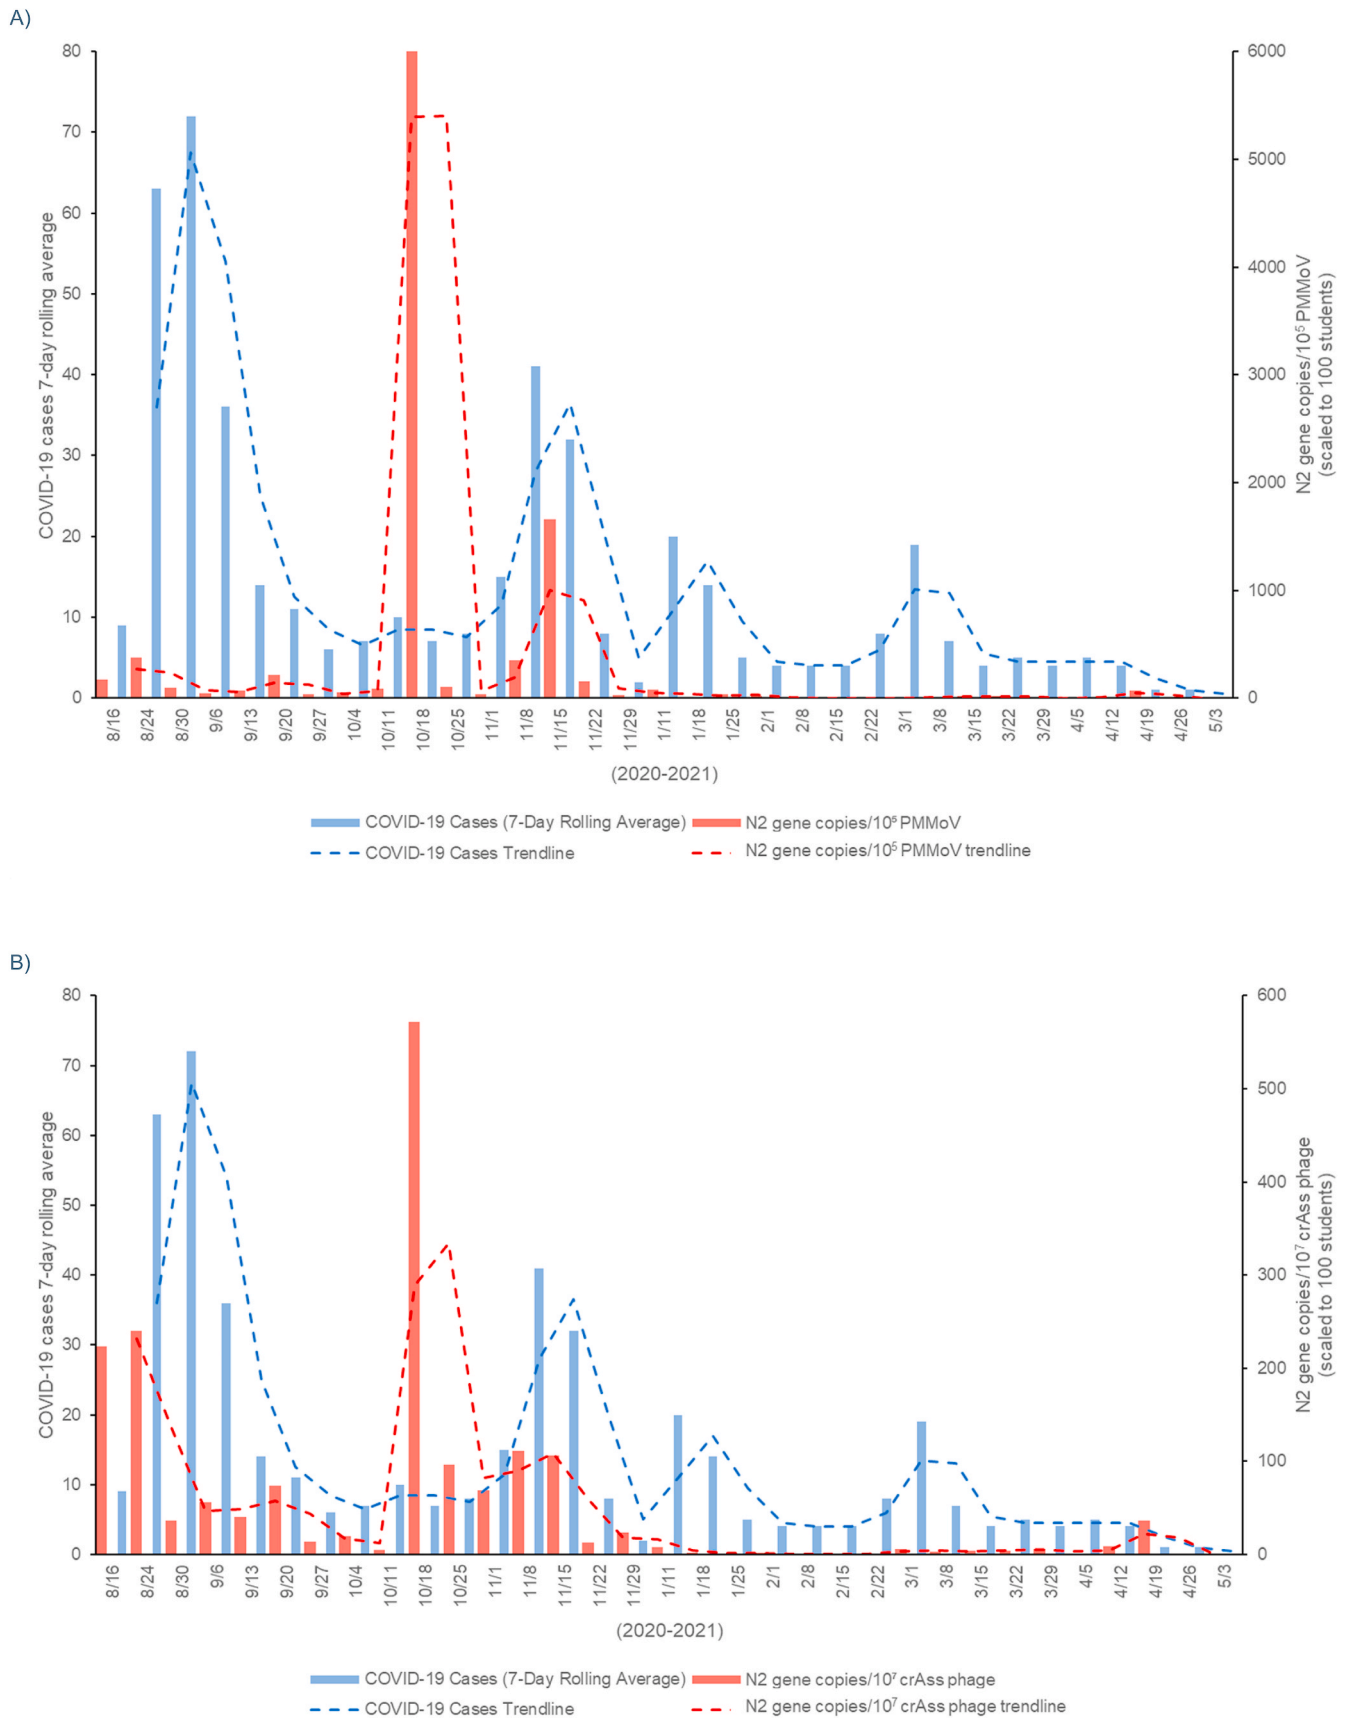 A)
80
70
60
50
40
30
20
10
0
COVID-19 cases 7-day rolling average
6000
5000
4000
3000
2000
1000
0
N2 gene copies/10⁵ PMMoV
(scaled to 100 students)
8/16 8/24 8/30 9/6 9/13 9/20 9/27 10/4 10/11 10/18 10/25 11/1 11/8 11/15 11/22 11/29 1/11 1/18 1/25 2/1 2/8 2/15 2/22 3/1 3/8 3/15 3/22 3/29 4/5 4/12 4/19 4/26 5/3
(2020-2021)
COVID-19 Cases (7-Day Rolling Average) N2 gene copies/10⁵ PMMoV
COVID-19 Cases Trendline N2 gene copies/10⁵ PMMoV trendline
B)
80
70
60
50
40
30
20
10
0
COVID-19 cases 7-day rolling average
600
500
400
300
200
100
0
N2 gene copies/10⁷ crAss phage
(scaled to 100 students)
8/16 8/24 8/30 9/6 9/13 9/20 9/27 10/4 10/11 10/18 10/25 11/1 11/8 11/15 11/22 11/29 1/11 1/18 1/25 2/1 2/8 2/15 2/22 3/1 3/8 3/15 3/22 3/29 4/5 4/12 4/19 4/26 5/3
(2020-2021)
COVID-19 Cases (7-Day Rolling Average) N2 gene copies/10⁷ crAss phage
COVID-19 Cases Trendline N2 gene copies/10⁷ crAss phage trendline